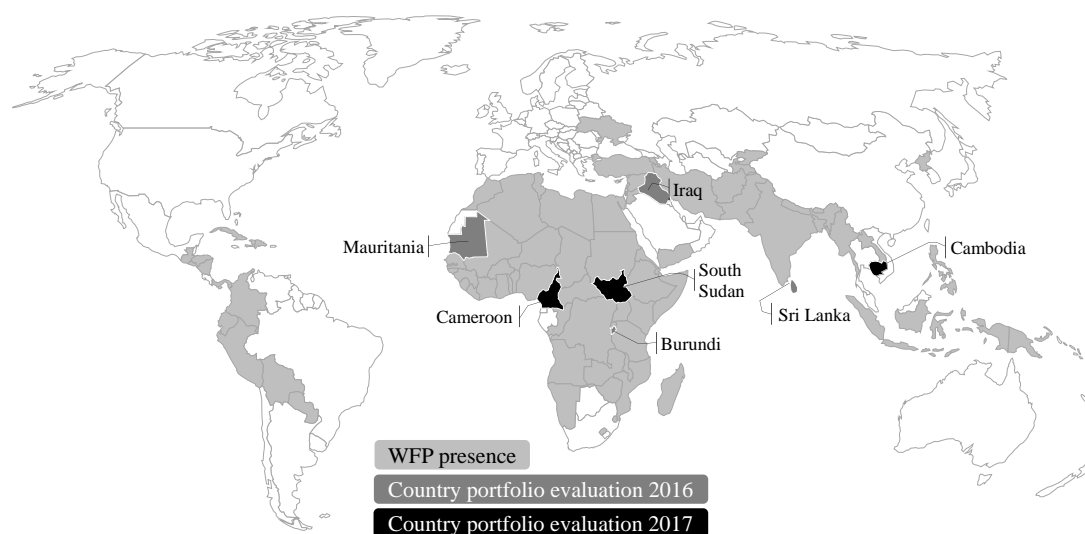 Iraq
Mauritania
Cambodia
South
Sudan
Cameroon
Sri Lanka
Burundi
WFP presence
Country portfolio evaluation 2016
Country portfolio evaluation 2017